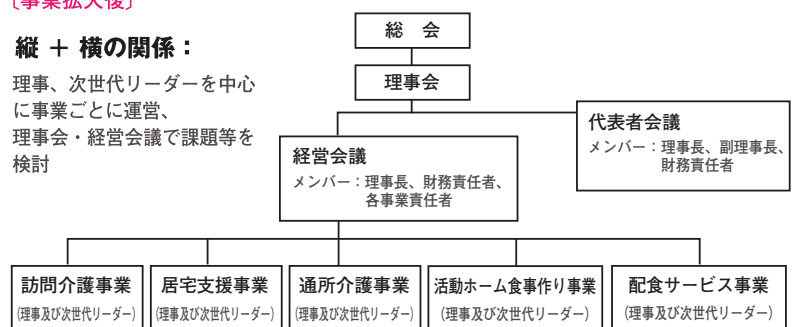 〔事業拡大後〕
縦 + 横の関係：
理事、次世代リーダーを中心
に事業ごとに運営、
理事会・経営会議で課題等を
検討
総　会
理事会
代表者会議
メンバー：理事長、副理事長、
財務責任者
経営会議
メンバー：理事長、財務責任者、
各事業責任者
訪問介護事業
(理事及び次世代リーダー)
居宅支援事業
(理事及び次世代リーダー)
通所介護事業
(理事及び次世代リーダー)
活動ホーム食事作り事業
(理事及び次世代リーダー)
配食サービス事業
(理事及び次世代リーダー)